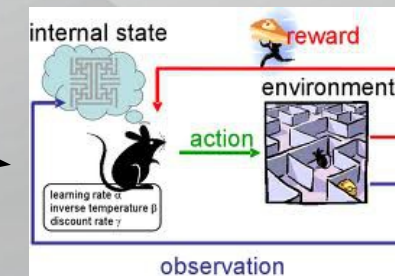 internal state
reward
environment
action
learning rate α
inverse temperature β
discount rate γ
observation